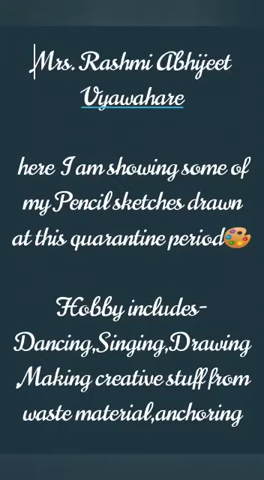 Mrs. Rashmi Abhijeet
Vyawahare
here I am showing some of
my Pencil sketches drawn
at this quarantine period🎨
Hobby includes-
Dancing,Singing,Drawing
,Making creative stuff from
waste material,anchoring